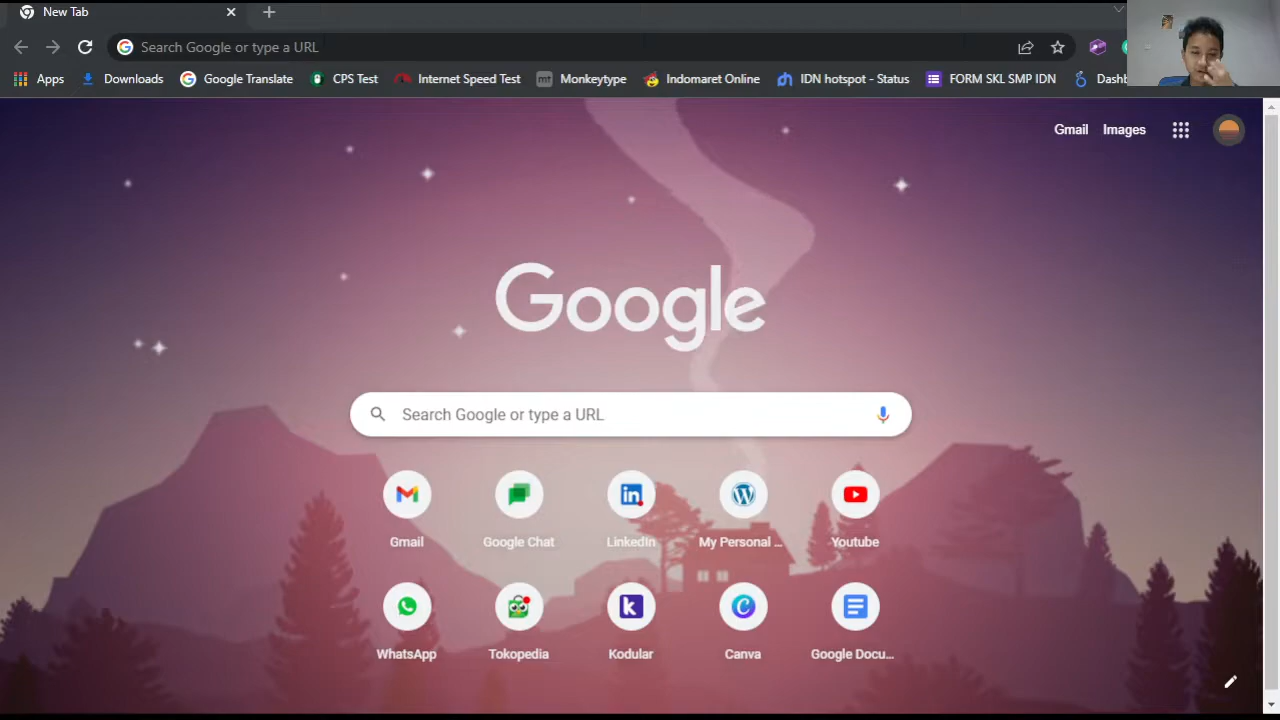 New Tab
Search Google or type a URL
Apps Downloads Google Translate CPS Test Internet Speed Test mt Monkeytype Indomaret Online IDN hotspot - Status FORM SKL SMP IDN Dashb
Gmail Images
Google
Search Google or type a URL
Gmail Google Chat LinkedIn My Personal ... Youtube
WhatsApp Tokopedia Kodular Canva Google Docu...